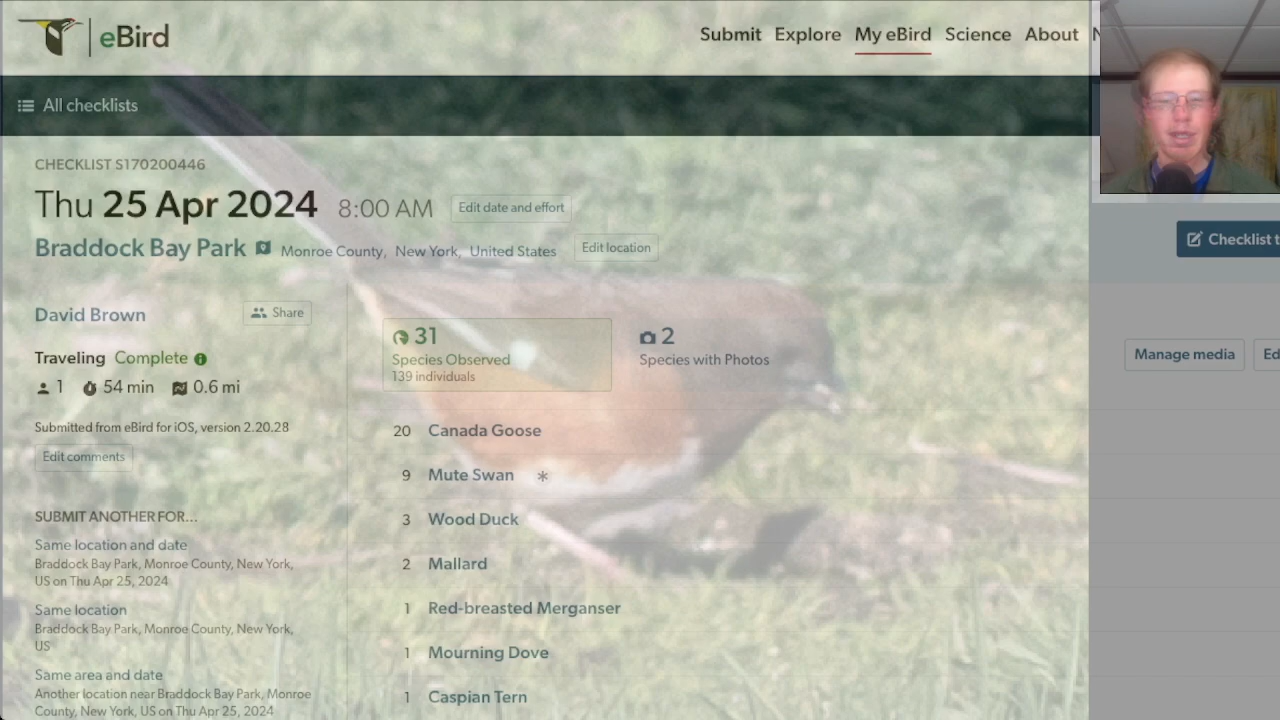 eBird
Submit Explore My eBird Science About N
All checklists
CHECKLIST S170200446
Thu 25 Apr 2024 8:00 AM Edit date and effort
Braddock Bay Park Monroe County, New York, United States Edit location
Checklist t
David Brown Share
Traveling Complete
1 54 min 0.6 mi
Submitted from eBird for iOS, version 2.20.28
Edit comments
SUBMIT ANOTHER FOR...
Same location and date
Braddock Bay Park, Monroe County, New York,
US on Thu Apr 25, 2024
Same location
Braddock Bay Park, Monroe County, New York,
US
Same area and date
Another location near Braddock Bay Park, Monroe
County, New York, US on Thu Apr 25, 2024
31
Species Observed
139 individuals
2
Species with Photos
Manage media Ed
20 Canada Goose
9 Mute Swan *
3 Wood Duck
2 Mallard
1 Red-breasted Merganser
1 Mourning Dove
1 Caspian Tern